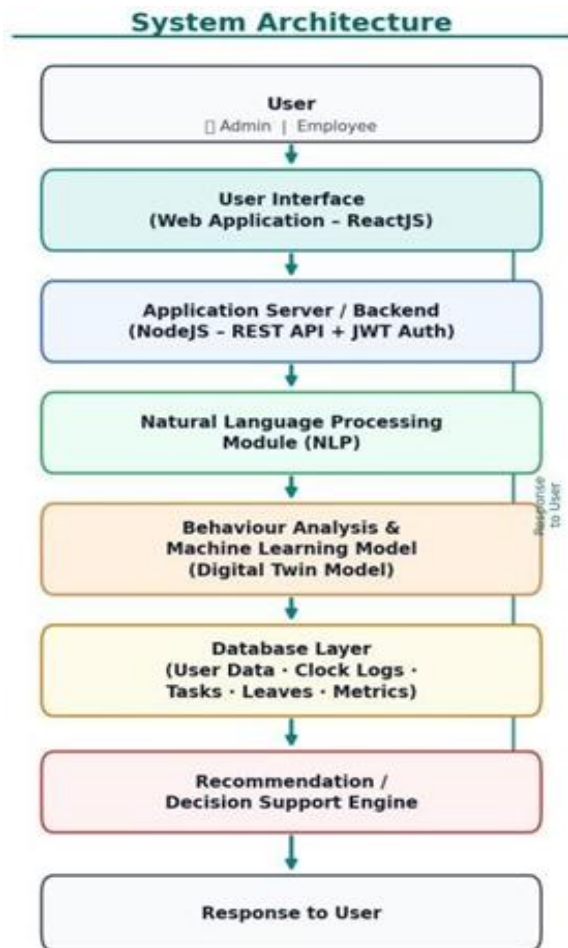 System Architecture
User
Admin | Employee
User Interface
(Web Application – ReactJS)
Application Server / Backend
(NodeJS – REST API + JWT Auth)
Natural Language Processing
Module (NLP)
Response
to User
Behaviour Analysis &
Machine Learning Model
(Digital Twin Model)
Database Layer
(User Data · Clock Logs ·
Tasks · Leaves · Metrics)
Recommendation /
Decision Support Engine
Response to User